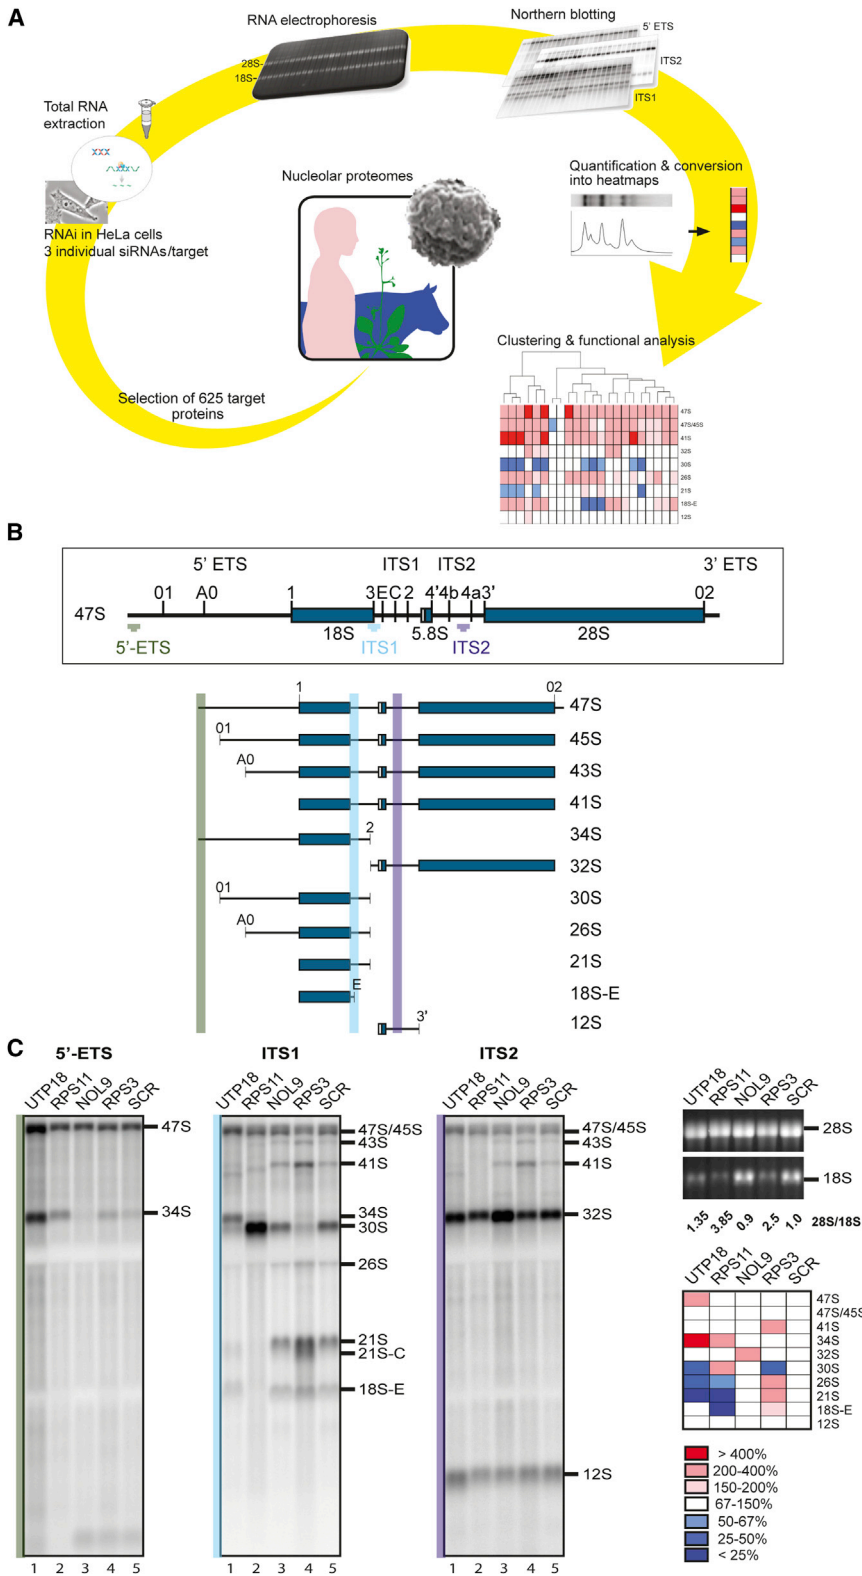 A
RNA electrophoresis
28S-
18S-
Northern blotting
5' ETS
ITS2
ITS1
Total RNA
extraction
RNAi in HeLa cells
3 individual siRNAs/target
Nucleolar proteomes
Quantification & conversion
into heatmaps
Selection of 625 target
proteins
Clustering & functional analysis
47S
47S/45S
41S
32S
30S
26S
21S
18S-E
12S
B
5' ETS ITS1 ITS2 3' ETS
01 A0 1 3 E C 2 4' 4b 4a 3' 02
47S
18S 5.8S 28S
5'-ETS ITS1 ITS2
1 02
47S
01
45S
A0
43S
41S
2
34S
32S
01
30S
A0
26S
21S
E
18S-E
3'
12S
C
5'-ETS
UTP18 RPS11 NOL9 RPS3 SCR
47S
34S
1 2 3 4 5
ITS1
UTP18 RPS11 NOL9 RPS3 SCR
47S/45S
43S
41S
34S
30S
26S
21S
21S-C
18S-E
1 2 3 4 5
ITS2
UTP18 RPS11 NOL9 RPS3 SCR
47S/45S
43S
41S
32S
12S
1 2 3 4 5
UTP18 RPS11 NOL9 RPS3 SCR
28S
18S
1.35 3.85 0.9 2.5 1.0 28S/18S
UTP18 RPS11 NOL9 RPS3 SCR
47S
47S/45S
41S
34S
32S
30S
26S
21S
18S-E
12S
> 400%
200-400%
150-200%
67-150%
50-67%
25-50%
< 25%